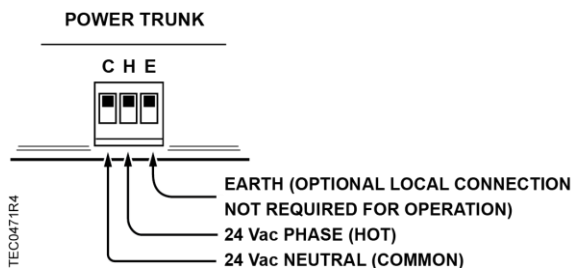 POWER TRUNK
C H E
EARTH (OPTIONAL LOCAL CONNECTION
NOT REQUIRED FOR OPERATION)
24 Vac PHASE (HOT)
24 Vac NEUTRAL (COMMON)
TEC0471R4